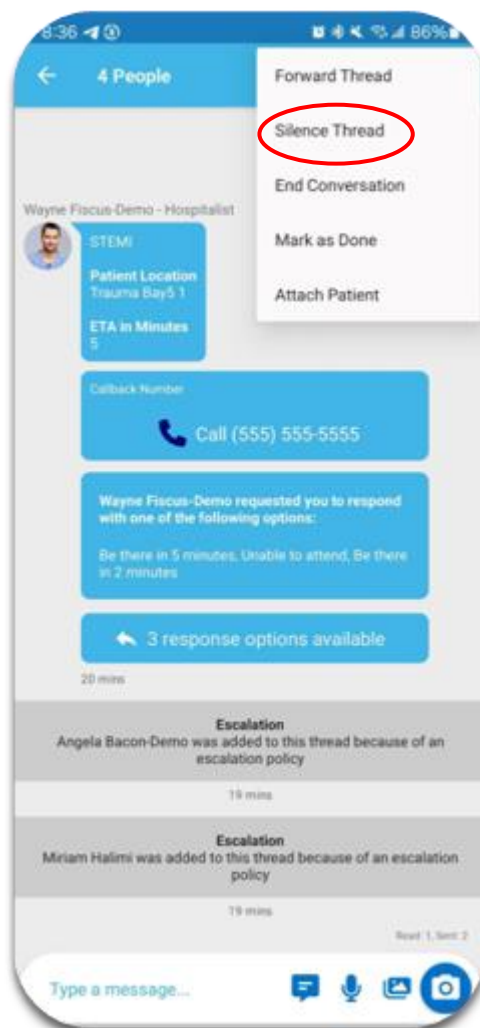 8:36
86%
4 People
Forward Thread
Silence Thread
End Conversation
Mark as Done
Attach Patient
Wayne Fiscus-Demo - Hospitalist
STEMI
Patient Location
Trauma Bay5 1
ETA in Minutes
5
Callback Number
Call (555) 555-5555
Wayne Fiscus-Demo requested you to respond
with one of the following options:
Be there in 5 minutes, Unable to attend, Be there
in 2 minutes
3 response options available
20 mins
Escalation
Angela Bacon-Demo was added to this thread because of an
escalation policy
19 mins
Escalation
Miriam Halimi was added to this thread because of an escalation
policy
19 mins
Read: 1, Sent: 2
Type a message...